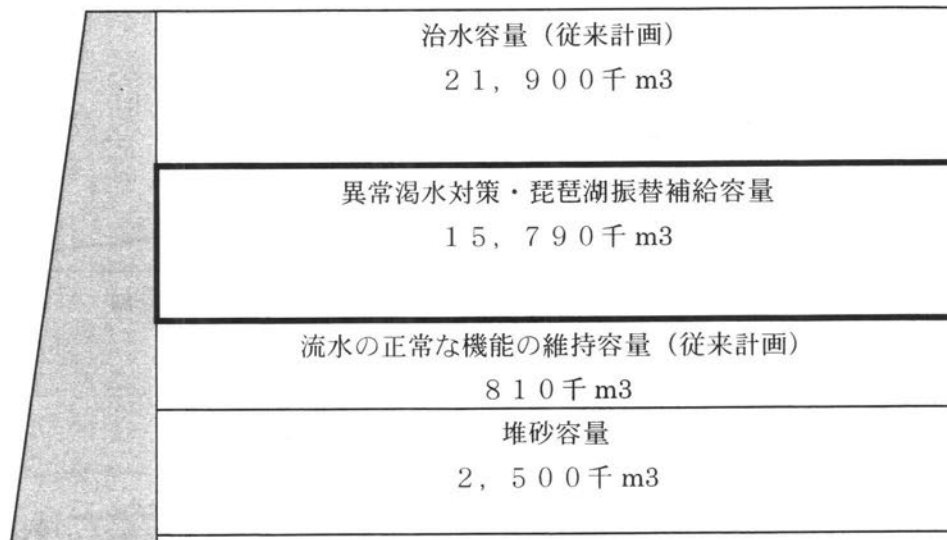 治水容量（従来計画）
２１，９００千 m3
異常渇水対策・琵琶湖振替補給容量
１５，７９０千 m3
流水の正常な機能の維持容量（従来計画）
８１０千 m3
堆砂容量
２，５００千 m3